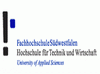 Fachhochschule Südwestfalen
Hochschule für Technik und Wirtschaft
University of Applied Sciences